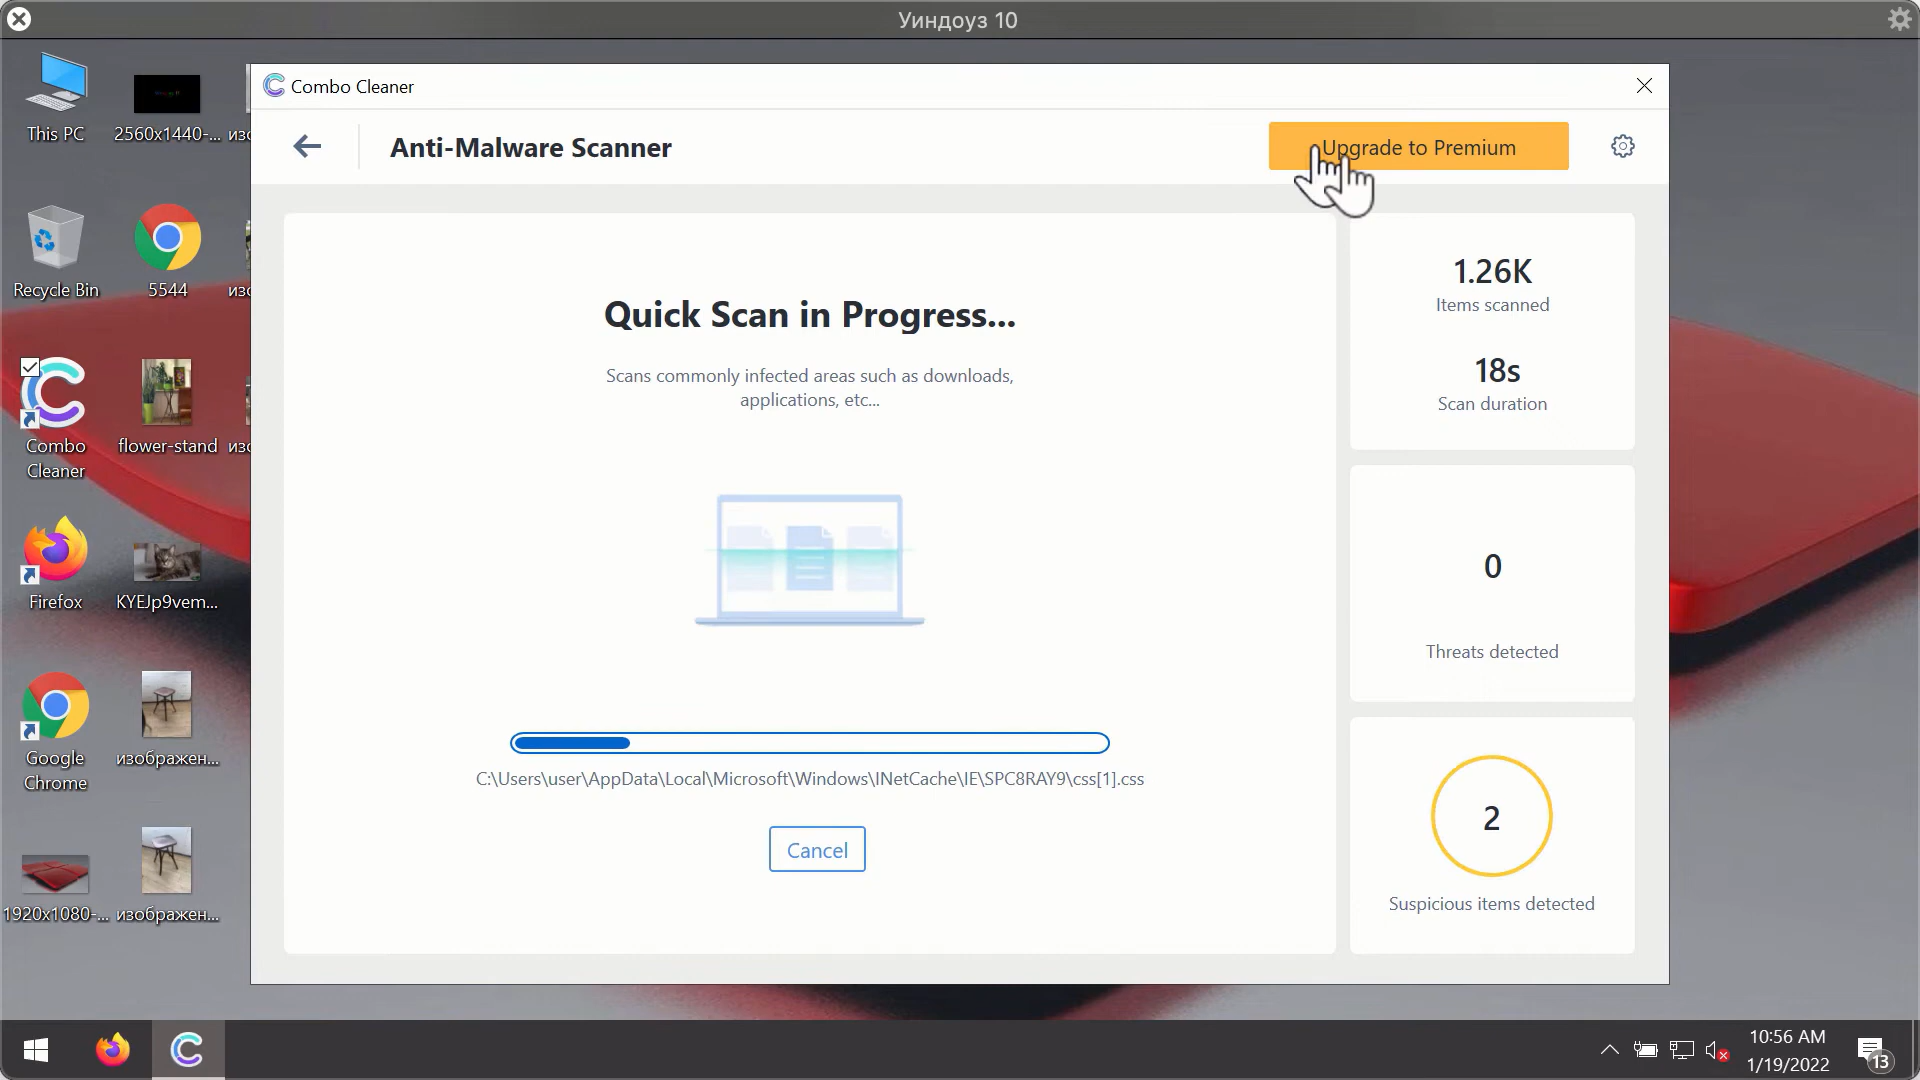 Уиндоуз 10
This PC
2560x1440-...
Recycle Bin
5544
Combo
Cleaner
flower-stand
Firefox
KYEJp9vem...
Google
Chrome
изображен...
1920x1080-...
изображен...
Combo Cleaner
Anti-Malware Scanner
Upgrade to Premium
Quick Scan in Progress...
Scans commonly infected areas such as downloads,
applications, etc...
C:\Users\user\AppData\Local\Microsoft\Windows\INetCache\IE\SPC8RAY9\css[1].css
Cancel
1.26K
Items scanned
18s
Scan duration
0
Threats detected
2
Suspicious items detected
10:56 AM
1/19/2022
13